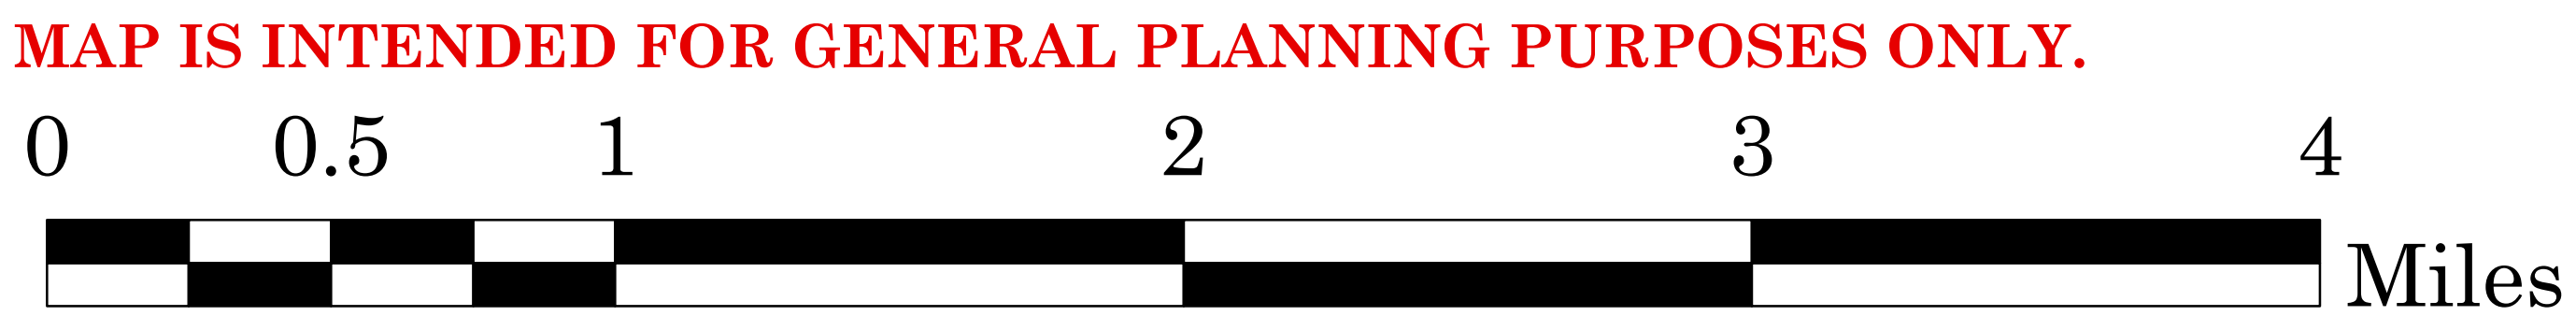 MAP IS INTENDED FOR GENERAL PLANNING PURPOSES ONLY.
0 0.5 1 2 3 4
Miles